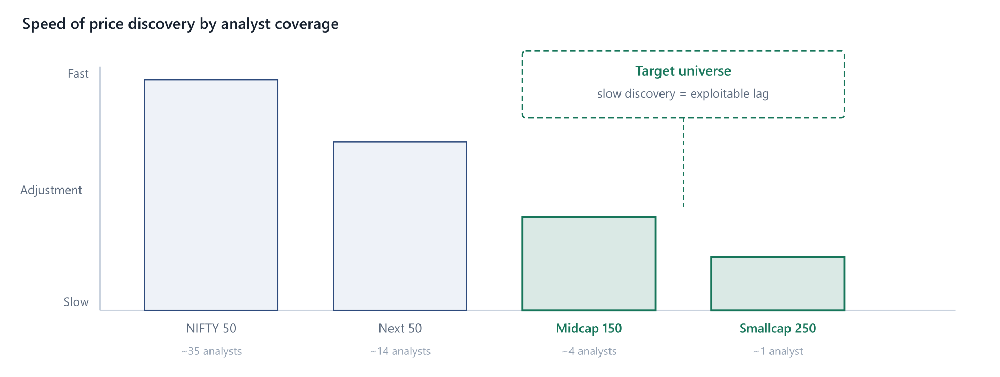 Speed of price discovery by analyst coverage
Target universe
slow discovery = exploitable lag
Fast
Adjustment
Slow
NIFTY 50
Next 50
Midcap 150
Smallcap 250
~35 analysts
~14 analysts
~4 analysts
~1 analyst